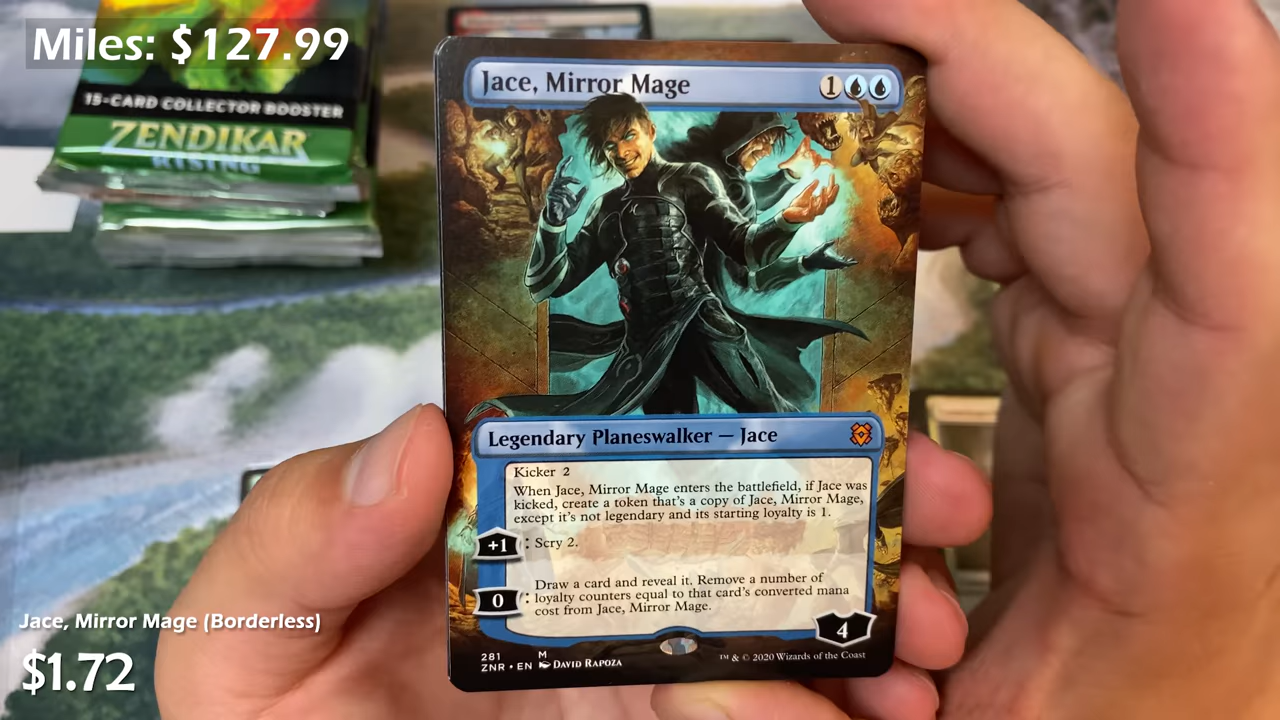 Miles: $127.99
15-CARD COLLECTOR BOOSTER
ZENDIKAR
RISING
Jace, Mirror Mage 1
Legendary Planeswalker — Jace
Kicker 2
When Jace, Mirror Mage enters the battlefield, if Jace was
kicked, create a token that's a copy of Jace, Mirror Mage,
except it's not legendary and its starting loyalty is 1.
+1 : Scry 2.
Draw a card and reveal it. Remove a number of
0 : loyalty counters equal to that card's converted mana
cost from Jace, Mirror Mage.
4
281 M
ZNR • EN DAVID RAPOZA
™ & © 2020 Wizards of the Coast
Jace, Mirror Mage (Borderless)
$1.72